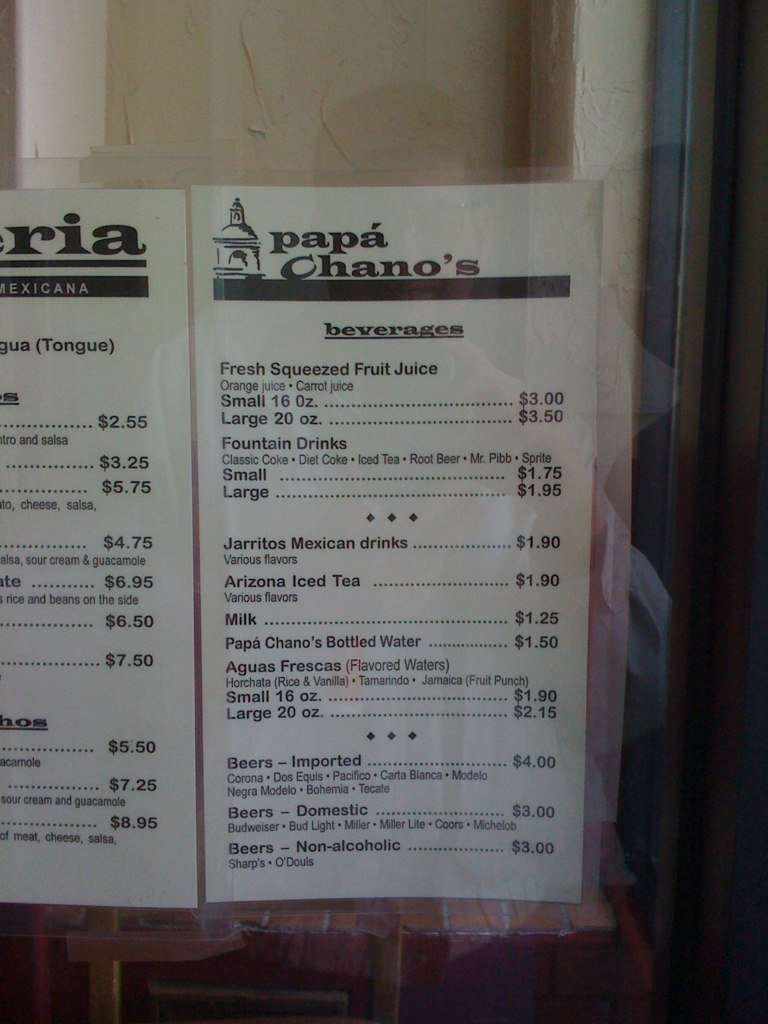 eria
MEXICANA
gua (Tongue)
os
$2.55
ntro and salsa
$3.25
$5.75
to, cheese, salsa,
$4.75
alsa, sour cream & guacamole
ate ........... $6.95
s rice and beans on the side
$6.50
$7.50
hos
$5.50
acamole
$7.25
sour cream and guacamole
$8.95
of meat, cheese, salsa,
papá
Chano's
beverages
Fresh Squeezed Fruit Juice
Orange juice • Carrot juice
Small 16 Oz. ................................ $3.00
Large 20 oz. ................................ $3.50
Fountain Drinks
Classic Coke • Diet Coke • Iced Tea • Root Beer • Mr. Pibb • Sprite
Small ........................................ $1.75
Large ........................................ $1.95
Jarritos Mexican drinks ................. $1.90
Various flavors
Arizona Iced Tea ........................ $1.90
Various flavors
Milk ........................................... $1.25
Papá Chano's Bottled Water .............. $1.50
Aguas Frescas (Flavored Waters)
Horchata (Rice & Vanilla) • Tamarindo • Jamaica (Fruit Punch)
Small 16 oz. ................................ $1.90
Large 20 oz. ................................ $2.15
Beers – Imported ........................ $4.00
Corona • Dos Equis • Pacifico • Carta Blanca • Modelo
Negra Modelo • Bohemia • Tecate
Beers – Domestic ........................ $3.00
Budweiser • Bud Light • Miller • Miller Lite • Coors • Michelob
Beers – Non-alcoholic ................. $3.00
Sharp's • O'Douls